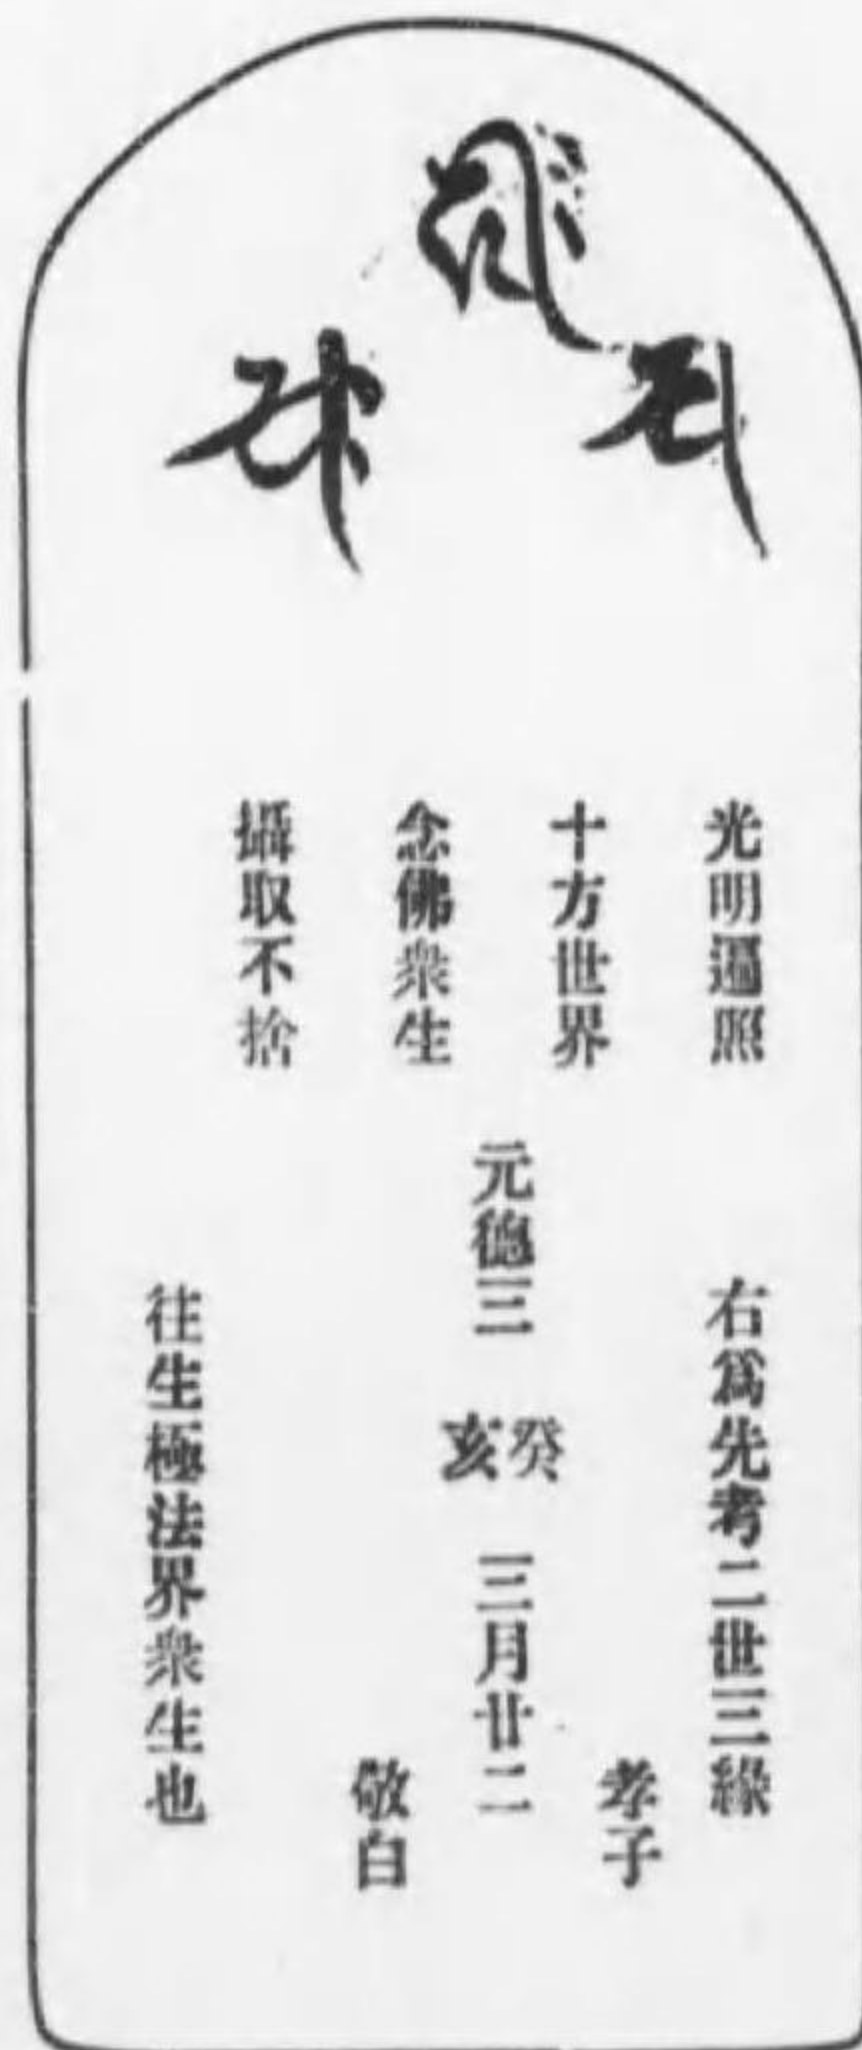 𑖮𑖿𑖨𑖱𑖾
𑖭
𑖭𑖾
光明遍照
十方世界
念佛衆生
攝取不捨
右爲先考二世三緣
孝子
元德三 癸亥 三月廿二
敬白
往生極法界衆生也